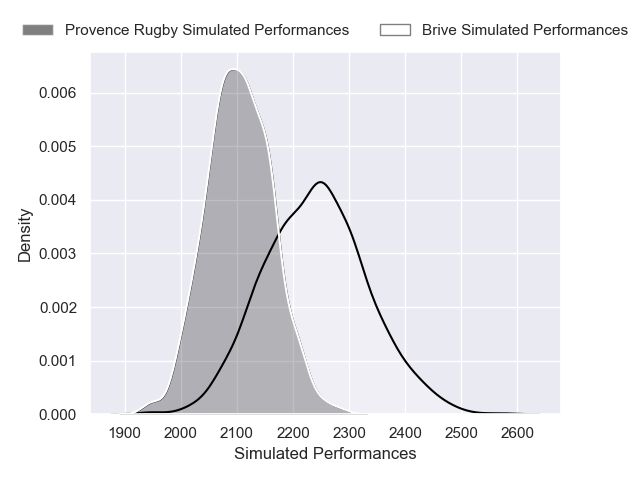 Provence Rugby Simulated Performances
Brive Simulated Performances
0.006
0.005
0.004
0.003
0.002
0.001
0.000
Density
1900 2000 2100 2200 2300 2400 2500 2600
Simulated Performances